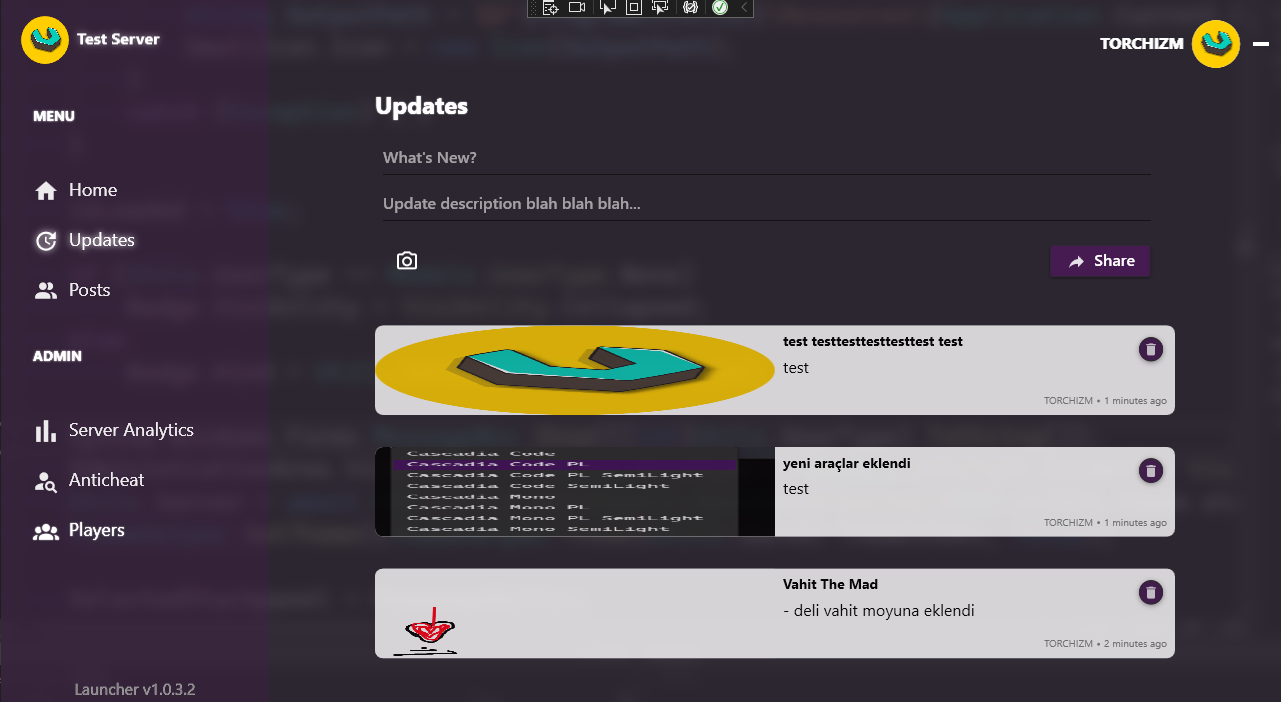 Test Server
TORCHIZM
MENU
Home
Updates
Posts
ADMIN
Server Analytics
Anticheat
Players
Launcher v1.0.3.2
Updates
What's New?
Update description blah blah blah...
Share
test testtesttesttesttest test
test
TORCHIZM • 1 minutes ago
Cascadia Code
Cascadia Code PL
Cascadia Code PL SemiLight
Cascadia Code SemiLight
Cascadia Mono
Cascadia Mono PL
Cascadia Mono PL SemiLight
Cascadia Mono SemiLight
yeni araçlar eklendi
test
TORCHIZM • 1 minutes ago
Vahit The Mad
- deli vahit moyuna eklendi
TORCHIZM • 2 minutes ago